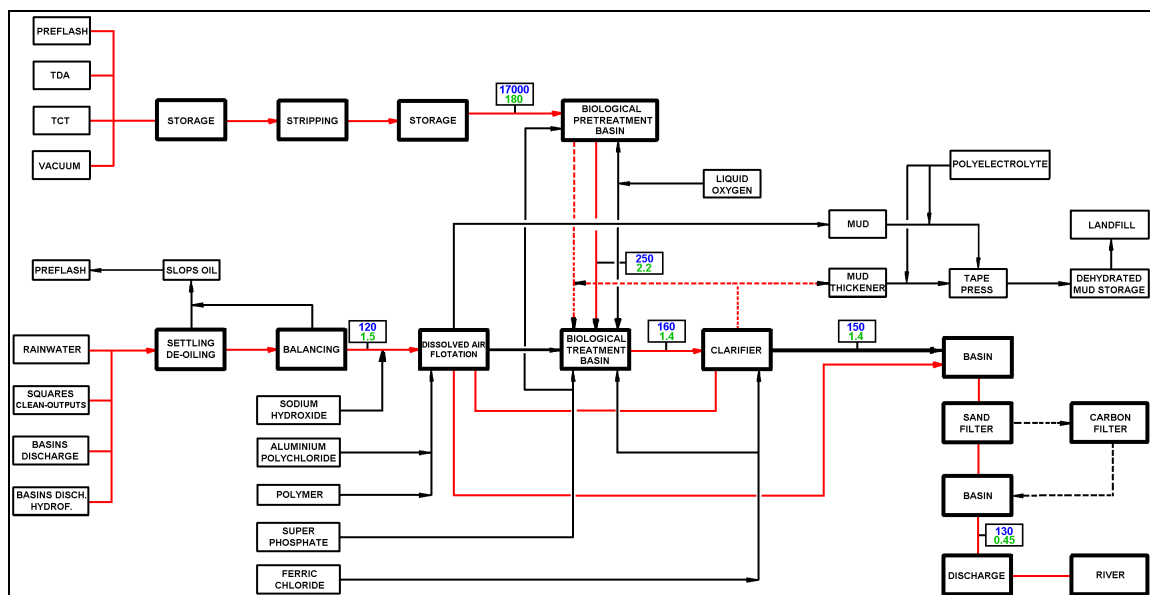 PREFLASH
TDA
TCT
VACUUM
STORAGE
STRIPPING
STORAGE
17000
180
BIOLOGICAL
PRETREATMENT
BASIN
LIQUID
OXYGEN
POLYELECTROLYTE
MUD
LANDFILL
PREFLASH
SLOPS OIL
250
2.2
MUD
THICKENER
TAPE
PRESS
DEHYDRATED
MUD STORAGE
RAINWATER
SQUARES
CLEAN-OUTPUTS
BASINS
DISCHARGE
BASINS DISCH.
HYDROF.
SETTLING
DE-OILING
BALANCING
120
1.5
DISSOLVED AIR
FLOTATION
BIOLOGICAL
TREATMENT
BASIN
160
1.4
CLARIFIER
150
1.4
BASIN
SODIUM
HYDROXIDE
ALUMINIUM
POLYCHLORIDE
POLYMER
SUPER
PHOSPHATE
FERRIC
CHLORIDE
SAND
FILTER
CARBON
FILTER
BASIN
130
0.45
DISCHARGE
RIVER